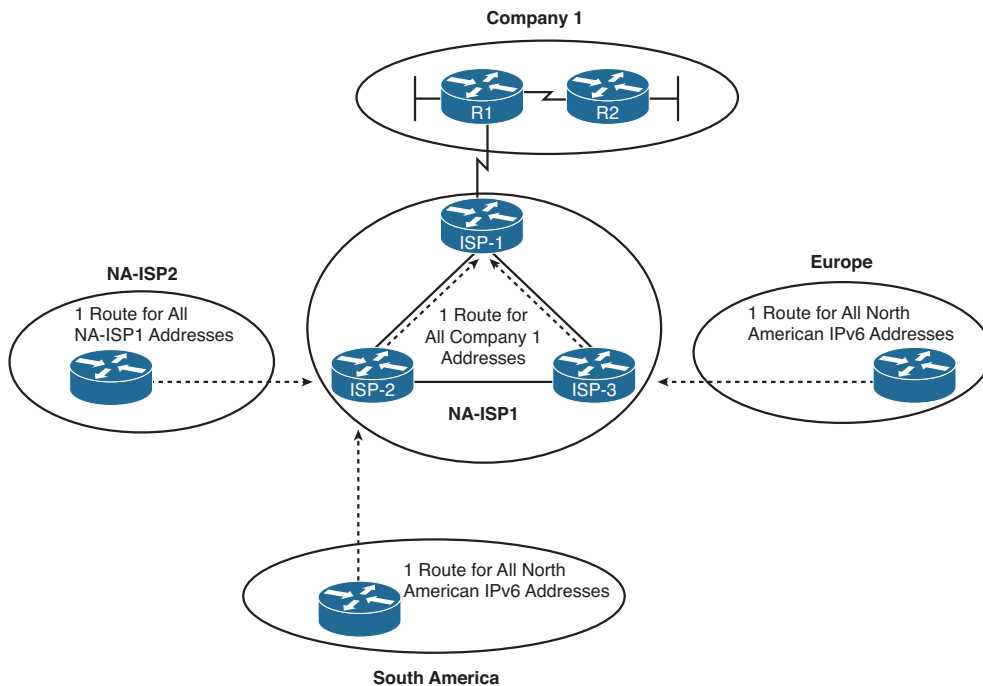 Company 1
R1
R2
ISP-1
NA-ISP2
1 Route for All
NA-ISP1 Addresses
1 Route for
All Company 1
Addresses
Europe
1 Route for All North
American IPv6 Addresses
ISP-2
ISP-3
NA-ISP1
1 Route for All North
American IPv6 Addresses
South America